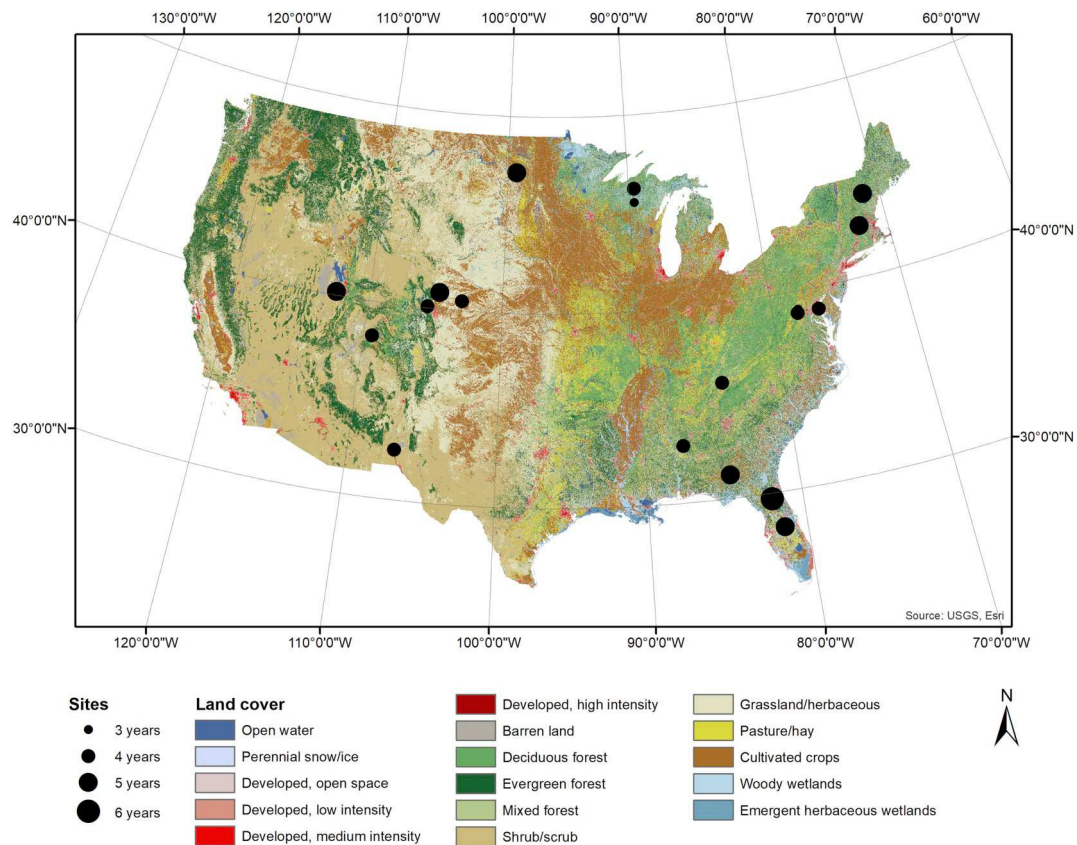 130°0'0"W 120°0'0"W 110°0'0"W 100°0'0"W 90°0'0"W 80°0'0"W 70°0'0"W 60°0'0"W
40°0'0"N 40°0'0"N
30°0'0"N 30°0'0"N
Source: USGS, Esri
120°0'0"W 110°0'0"W 100°0'0"W 90°0'0"W 80°0'0"W 70°0'0"W
Sites
3 years
4 years
5 years
6 years
Land cover
Open water
Perennial snow/ice
Developed, open space
Developed, low intensity
Developed, medium intensity
Developed, high intensity
Barren land
Deciduous forest
Evergreen forest
Mixed forest
Shrub/scrub
Grassland/herbaceous
Pasture/hay
Cultivated crops
Woody wetlands
Emergent herbaceous wetlands
N